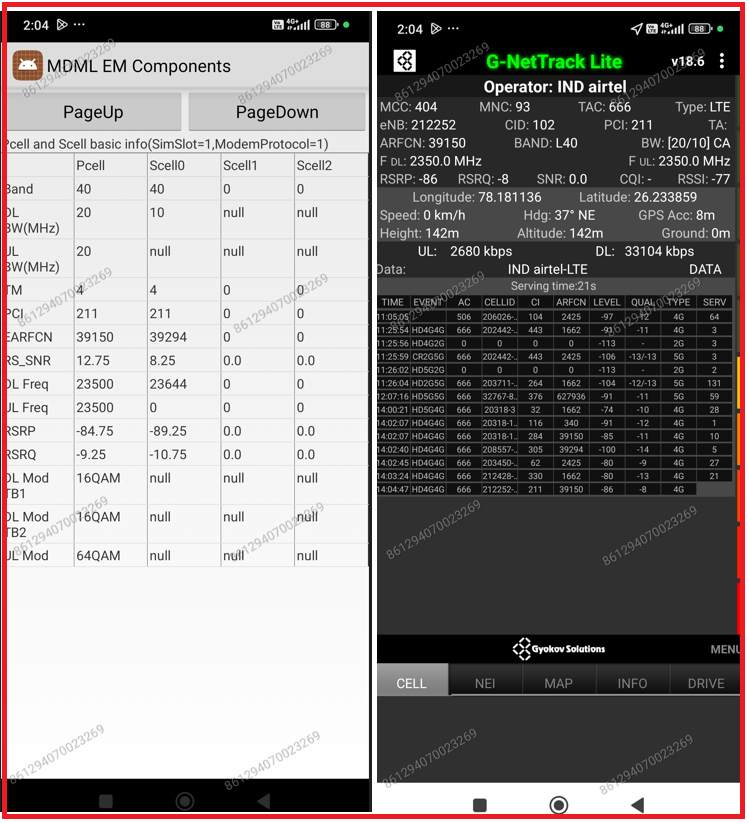 2:04 ... 4G+ 88
MDML EM Components
PageUp PageDown
Pcell and Scell basic info(SimSlot=1,ModemProtocol=1)
Pcell Scell0 Scell1 Scell2
Band 40 40 0 0
DL BW(MHz) 20 10 null null
UL BW(MHz) 20 null null null
TM 4 4 0 0
PCI 211 211 0 0
EARFCN 39150 39294 0 0
RS_SNR 12.75 8.25 0.0 0.0
DL Freq 23500 23644 0 0
UL Freq 23500 0 0 0
RSRP -84.75 -89.25 0.0 0.0
RSRQ -9.25 -10.75 0.0 0.0
DL Mod TB1 16QAM null null null
DL Mod TB2 16QAM null null null
UL Mod 64QAM null null null
861294070023269
861294070023269
861294070023269
861294070023269
861294070023269
861294070023269
861294070023269
861294070023269
2:04 ... 4G+ 88
G-NetTrack Lite v18.6
Operator: IND airtel
MCC: 404 MNC: 93 TAC: 666 Type: LTE
eNB: 212252 CID: 102 PCI: 211 TA:
ARFCN: 39150 BAND: L40 BW: [20/10] CA
F DL: 2350.0 MHz F UL: 2350.0 MHz
RSRP: -86 RSRQ: -8 SNR: 0.0 CQI: - RSSI: -77
Longitude: 78.181136 Latitude: 26.233859
Speed: 0 km/h Hdg: 37° NE GPS Acc: 8m
Height: 142m Altitude: 142m Ground: 0m
UL: 2680 kbps DL: 33104 kbps
Data: IND airtel-LTE DATA
Serving time:21s
TIME EVENT AC CELLID CI ARFCN LEVEL QUAL TYPE SERV
11:05:05 506 206026-.. 104 2425 -97 -12 4G 64
11:25:54 HD4G4G 666 202442-.. 443 1662 -93 -11 4G 3
11:25:56 HD4G2G 0 0 0 0 -113 - 2G 3
11:25:59 CR2G5G 666 202442-.. 443 2425 -106 -13/-13 5G 3
11:26:02 HD5G2G 0 0 0 0 -113 - 2G 2
11:26:04 HD2G5G 666 203711-.. 264 1662 -104 -12/-13 5G 131
12:07:16 HD5G5G 666 32767-8.. 376 627936 -91 -11 5G 59
14:00:21 HD5G4G 666 20318-3 32 1662 -74 -10 4G 28
14:02:07 HD4G4G 666 20318-1.. 116 340 -91 -12 4G 1
14:02:07 HD4G4G 666 20318-1.. 284 39150 -85 -11 4G 10
14:02:40 HD4G4G 666 208557-.. 305 39294 -100 -14 4G 5
14:02:45 HD4G4G 666 203450-.. 62 2425 -80 -9 4G 27
14:03:24 HD4G4G 666 212428-.. 330 1662 -80 -13 4G 21
14:04:47 HD4G4G 666 212252-.. 211 39150 -86 -8 4G
Gyokov Solutions MENU
CELL NEI MAP INFO DRIVE
861294070023269
861294070023269
861294070023269
861294070023269
861294070023269
861294070023269
861294070023269
861294070023269